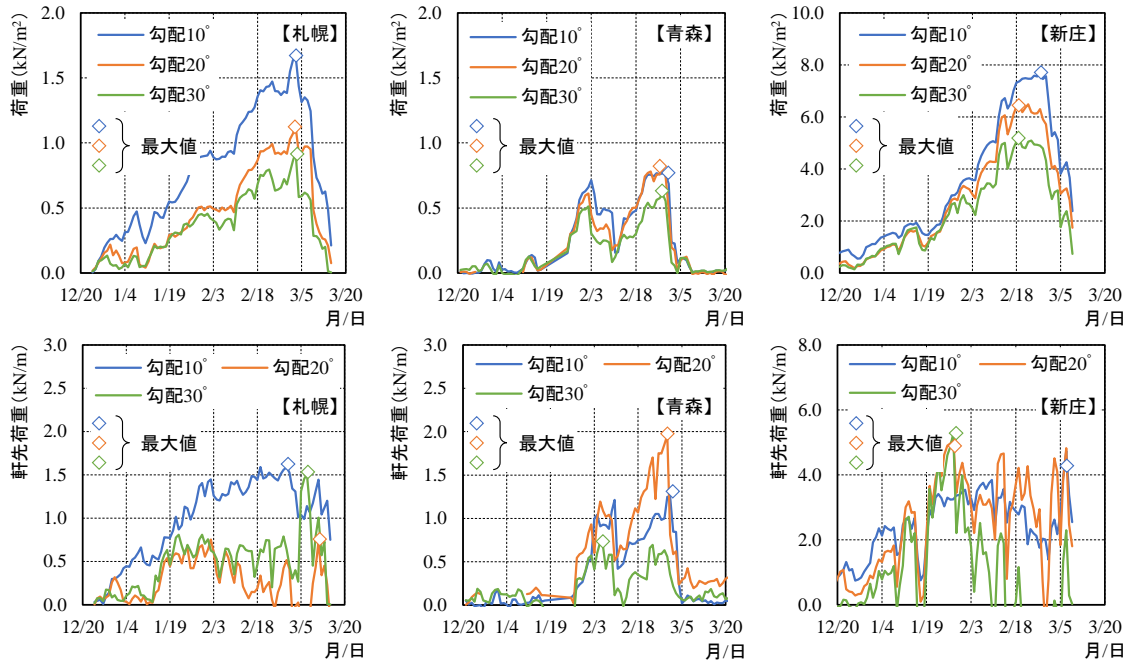 2.0
1.5
1.0
0.5
0.0
荷重(kN/m²)
勾配10°
勾配20°
勾配30°
最大値
【札幌】
12/20 1/4 1/19 2/3 2/18 3/5 3/20
月/日
2.0
1.5
1.0
0.5
0.0
荷重(kN/m²)
勾配10°
勾配20°
勾配30°
最大値
【青森】
12/20 1/4 1/19 2/3 2/18 3/5 3/20
月/日
10.0
8.0
6.0
4.0
2.0
0.0
荷重(kN/m²)
勾配10°
勾配20°
勾配30°
最大値
【新庄】
12/20 1/4 1/19 2/3 2/18 3/5 3/20
月/日
3.0
2.5
2.0
1.5
1.0
0.5
0.0
軒先荷重(kN/m)
勾配10° 勾配20°
勾配30°
【札幌】
最大値
12/20 1/4 1/19 2/3 2/18 3/5 3/20
月/日
3.0
2.5
2.0
1.5
1.0
0.5
0.0
軒先荷重(kN/m)
勾配10° 勾配20°
勾配30°
【青森】
最大値
12/20 1/4 1/19 2/3 2/18 3/5 3/20
月/日
8.0
6.0
4.0
2.0
0.0
軒先荷重(kN/m)
勾配10° 勾配20°
勾配30°
【新庄】
最大値
12/20 1/4 1/19 2/3 2/18 3/5 3/20
月/日